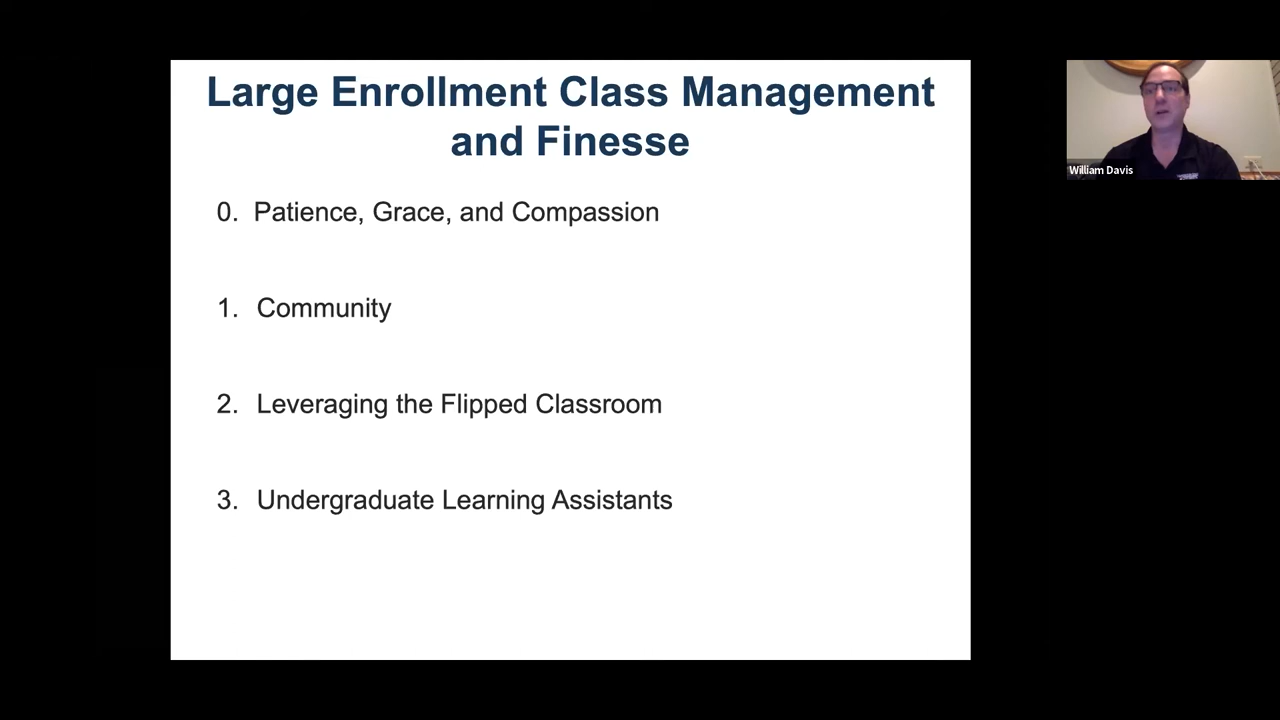 Large Enrollment Class Management
and Finesse
0. Patience, Grace, and Compassion
1. Community
2. Leveraging the Flipped Classroom
3. Undergraduate Learning Assistants
William Davis